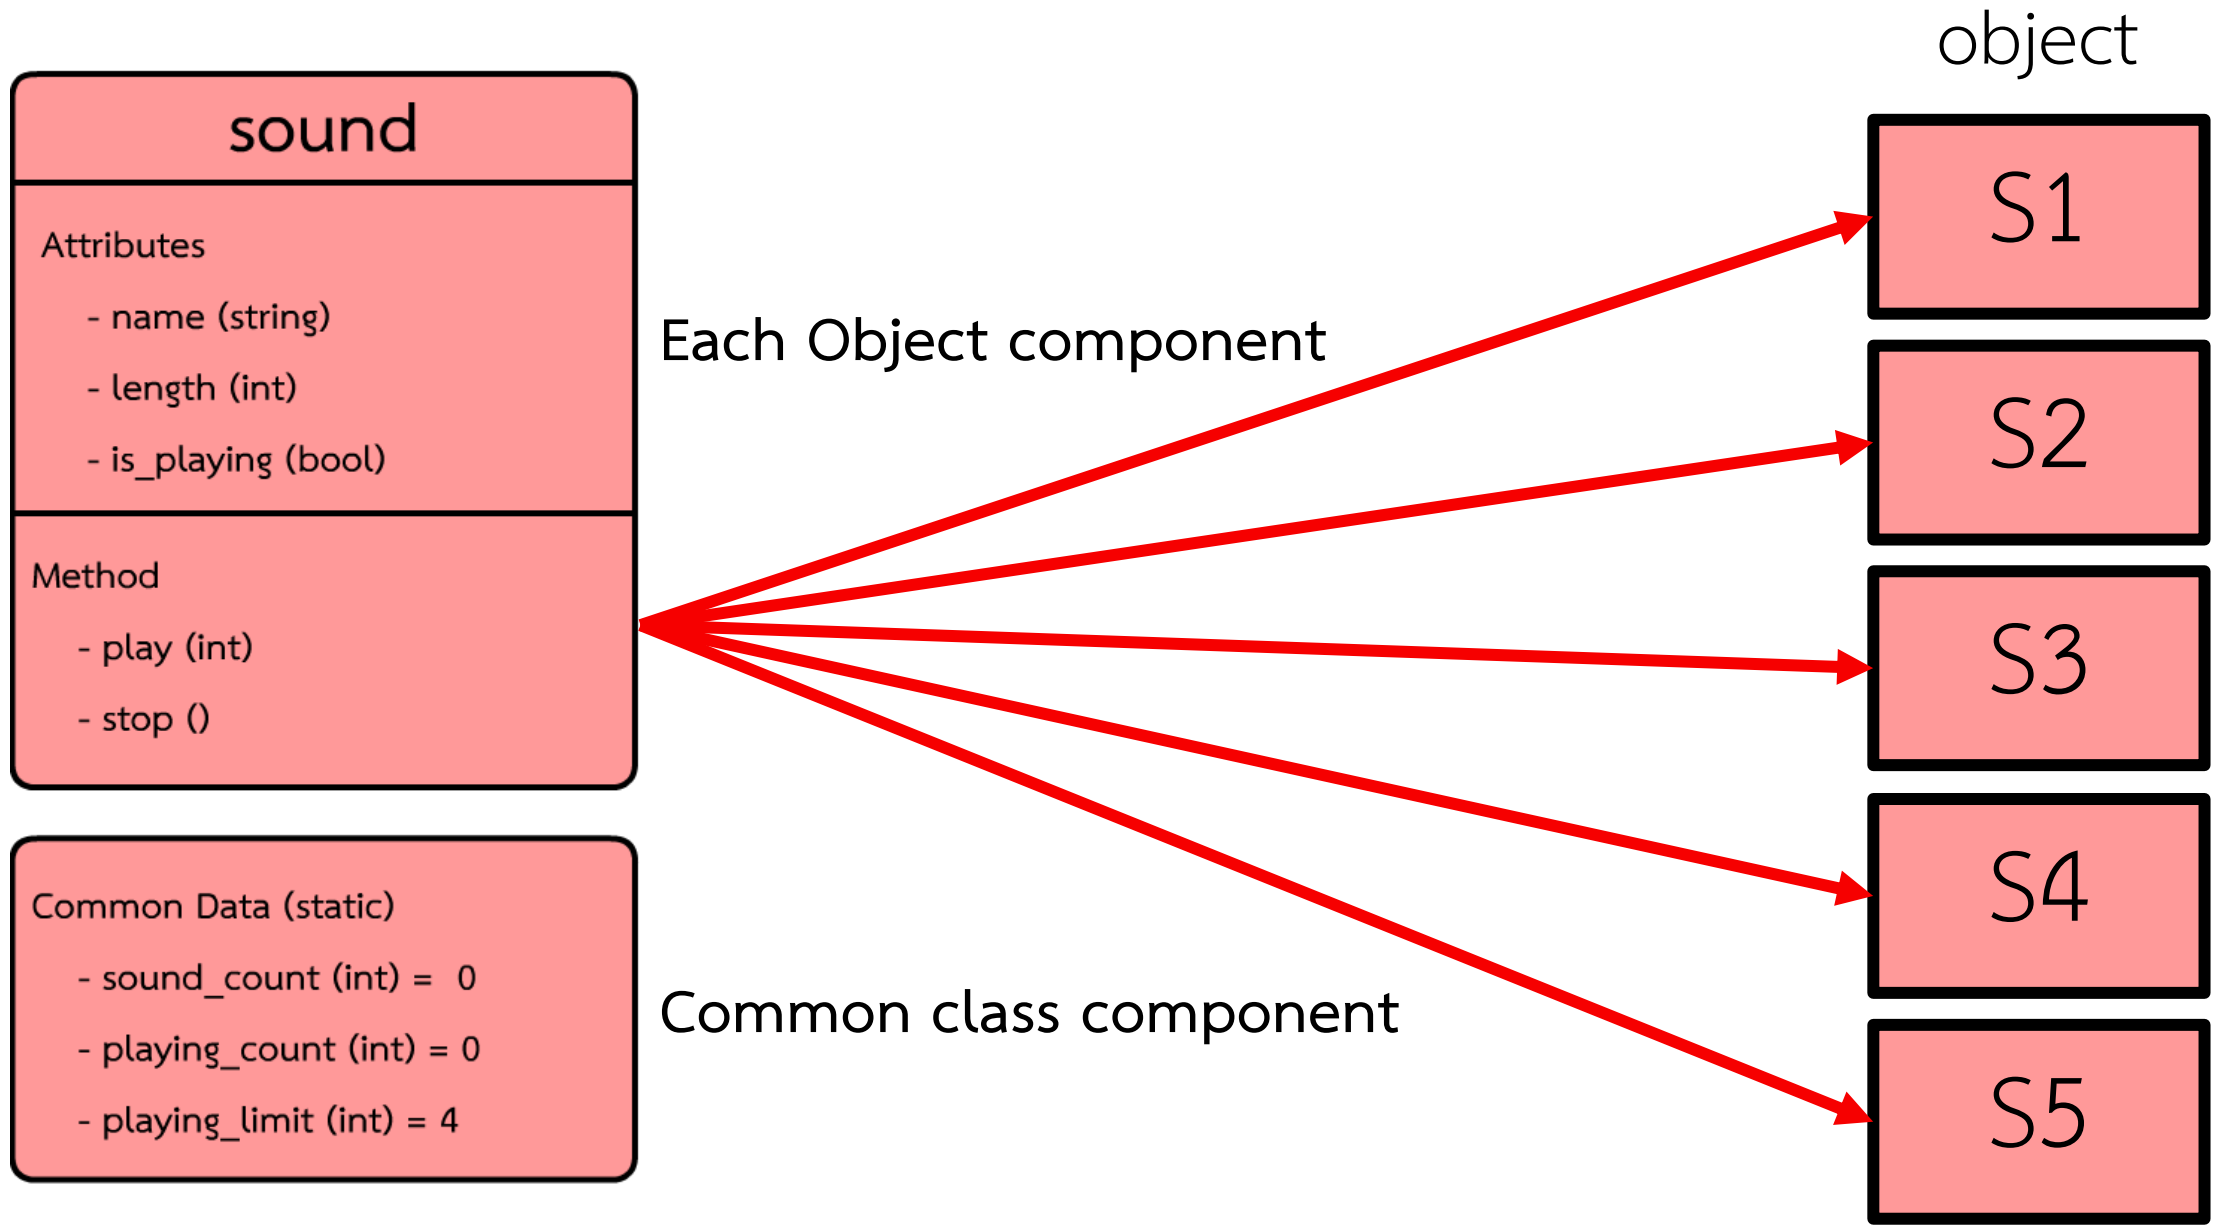 sound
Attributes
- name (string)
- length (int)
- is_playing (bool)
Method
- play (int)
- stop ()
Common Data (static)
- sound_count (int) =  0
- playing_count (int) = 0
- playing_limit (int) = 4
Each Object component
Common class component
object
S1
S2
S3
S4
S5